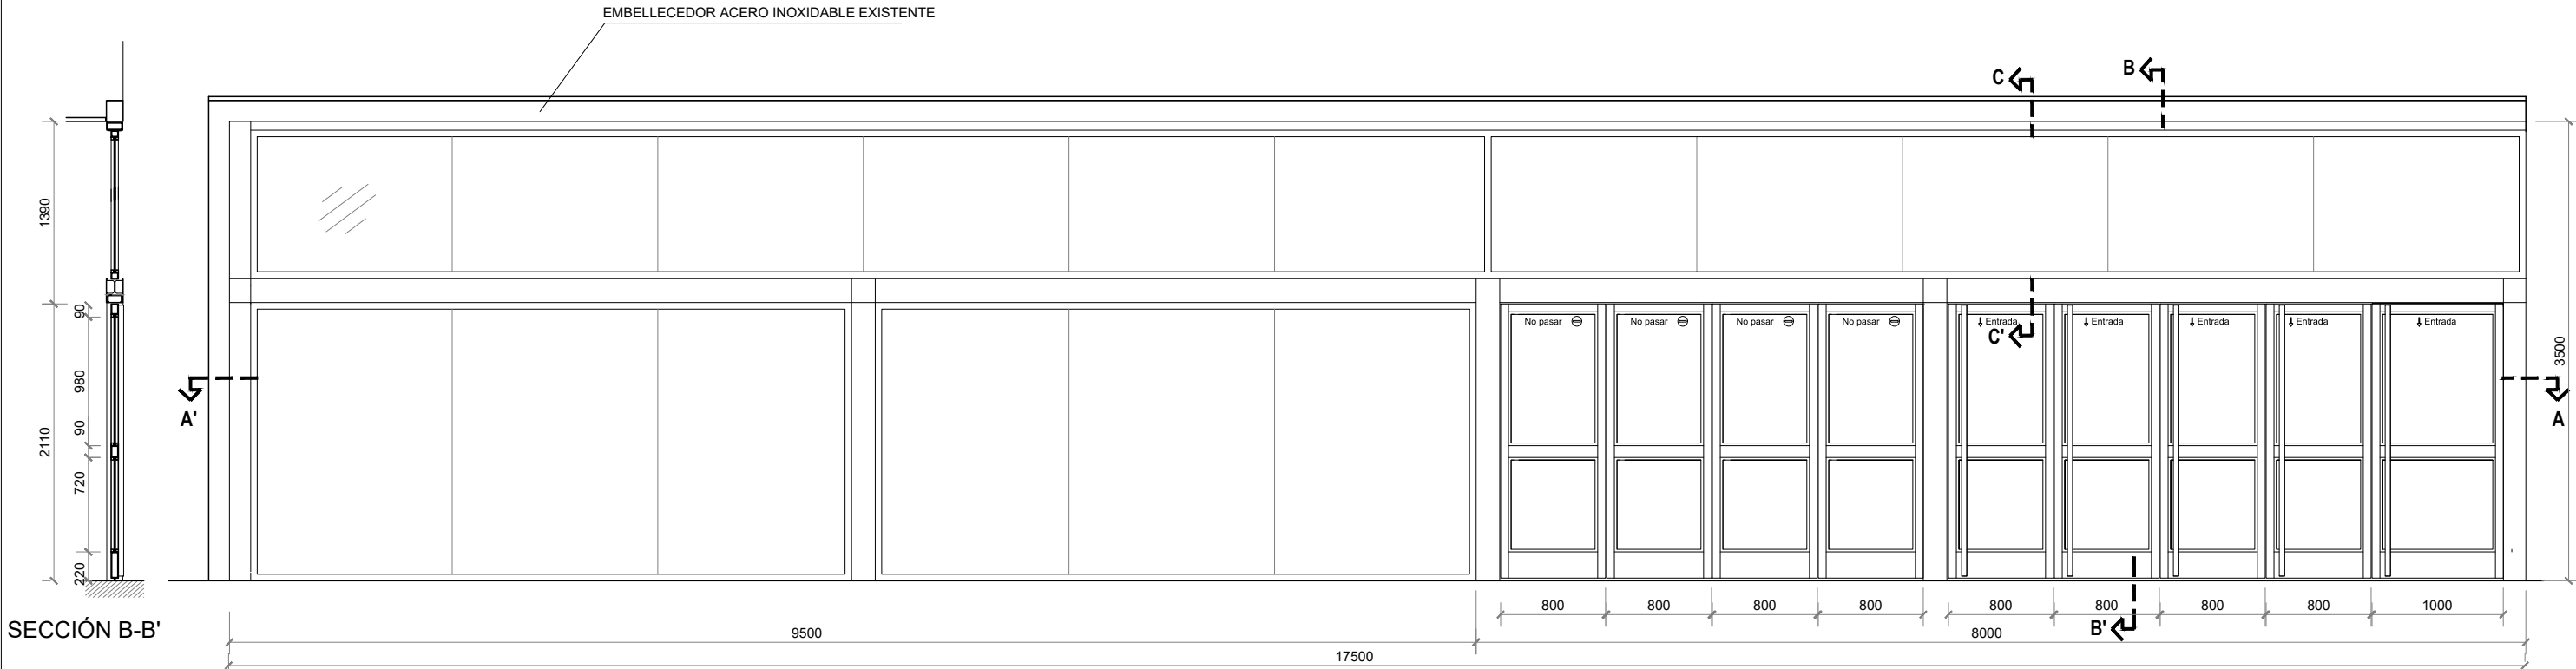 EMBELLECEDOR ACERO INOXIDABLE EXISTENTE
C
B
1390
90
No pasar
No pasar
No pasar
No pasar
Entrada
Entrada
Entrada
Entrada
Entrada
C'
3500
980
A'
A
90
2110
720
220
800
800
800
800
800
800
800
800
1000
SECCIÓN B-B'
9500
B'
8000
17500